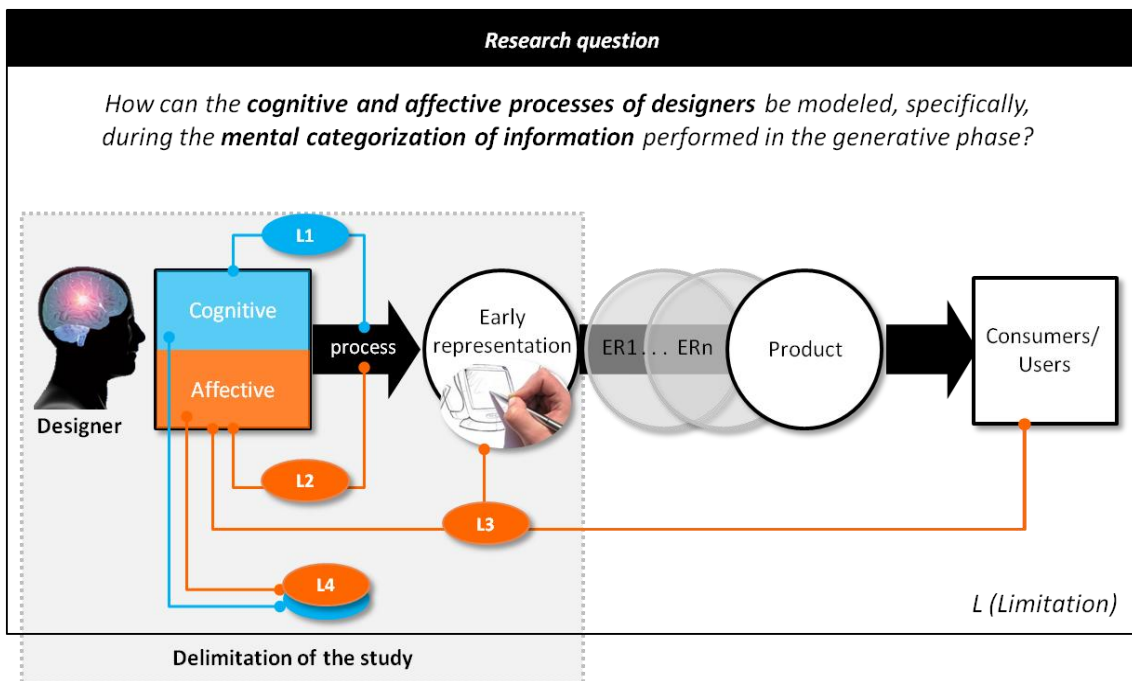 Research question
How can the cognitive and affective processes of designers be modeled, specifically,
during the mental categorization of information performed in the generative phase?
L1
Cognitive
Affective
Designer
process
Early
representation
ER1... ERn
Product
Consumers/
Users
L2
L3
L4
L (Limitation)
Delimitation of the study